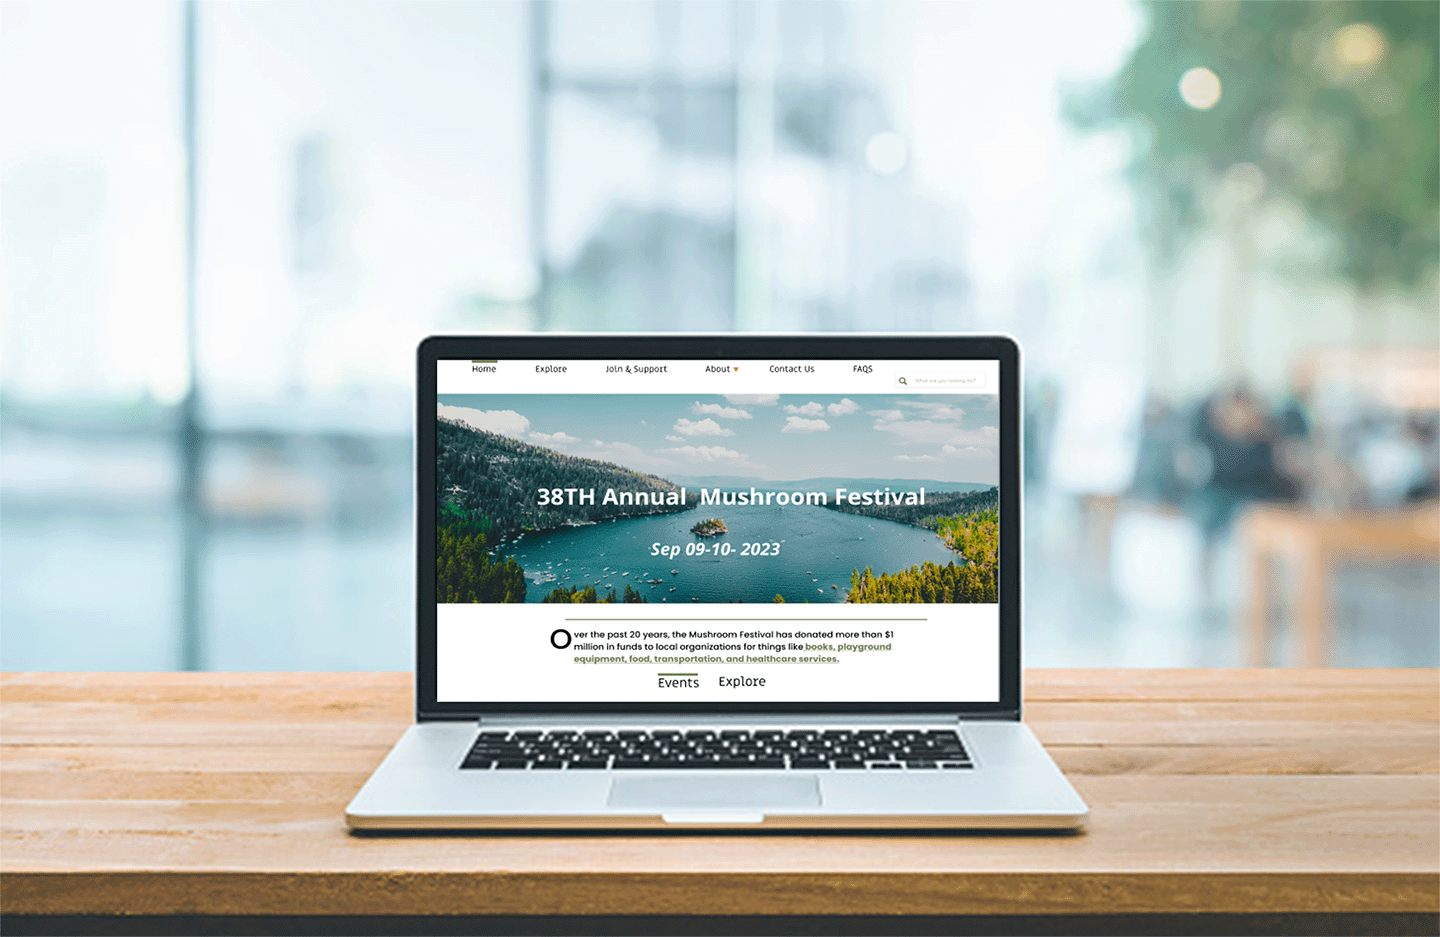 Home Explore Join & Support About Contact Us FAQS
What are you looking for?
38TH Annual Mushroom Festival
Sep 09-10- 2023
Over the past 20 years, the Mushroom Festival has donated more than $1
million in funds to local organizations for things like books, playground
equipment, food, transportation, and healthcare services.
Events Explore